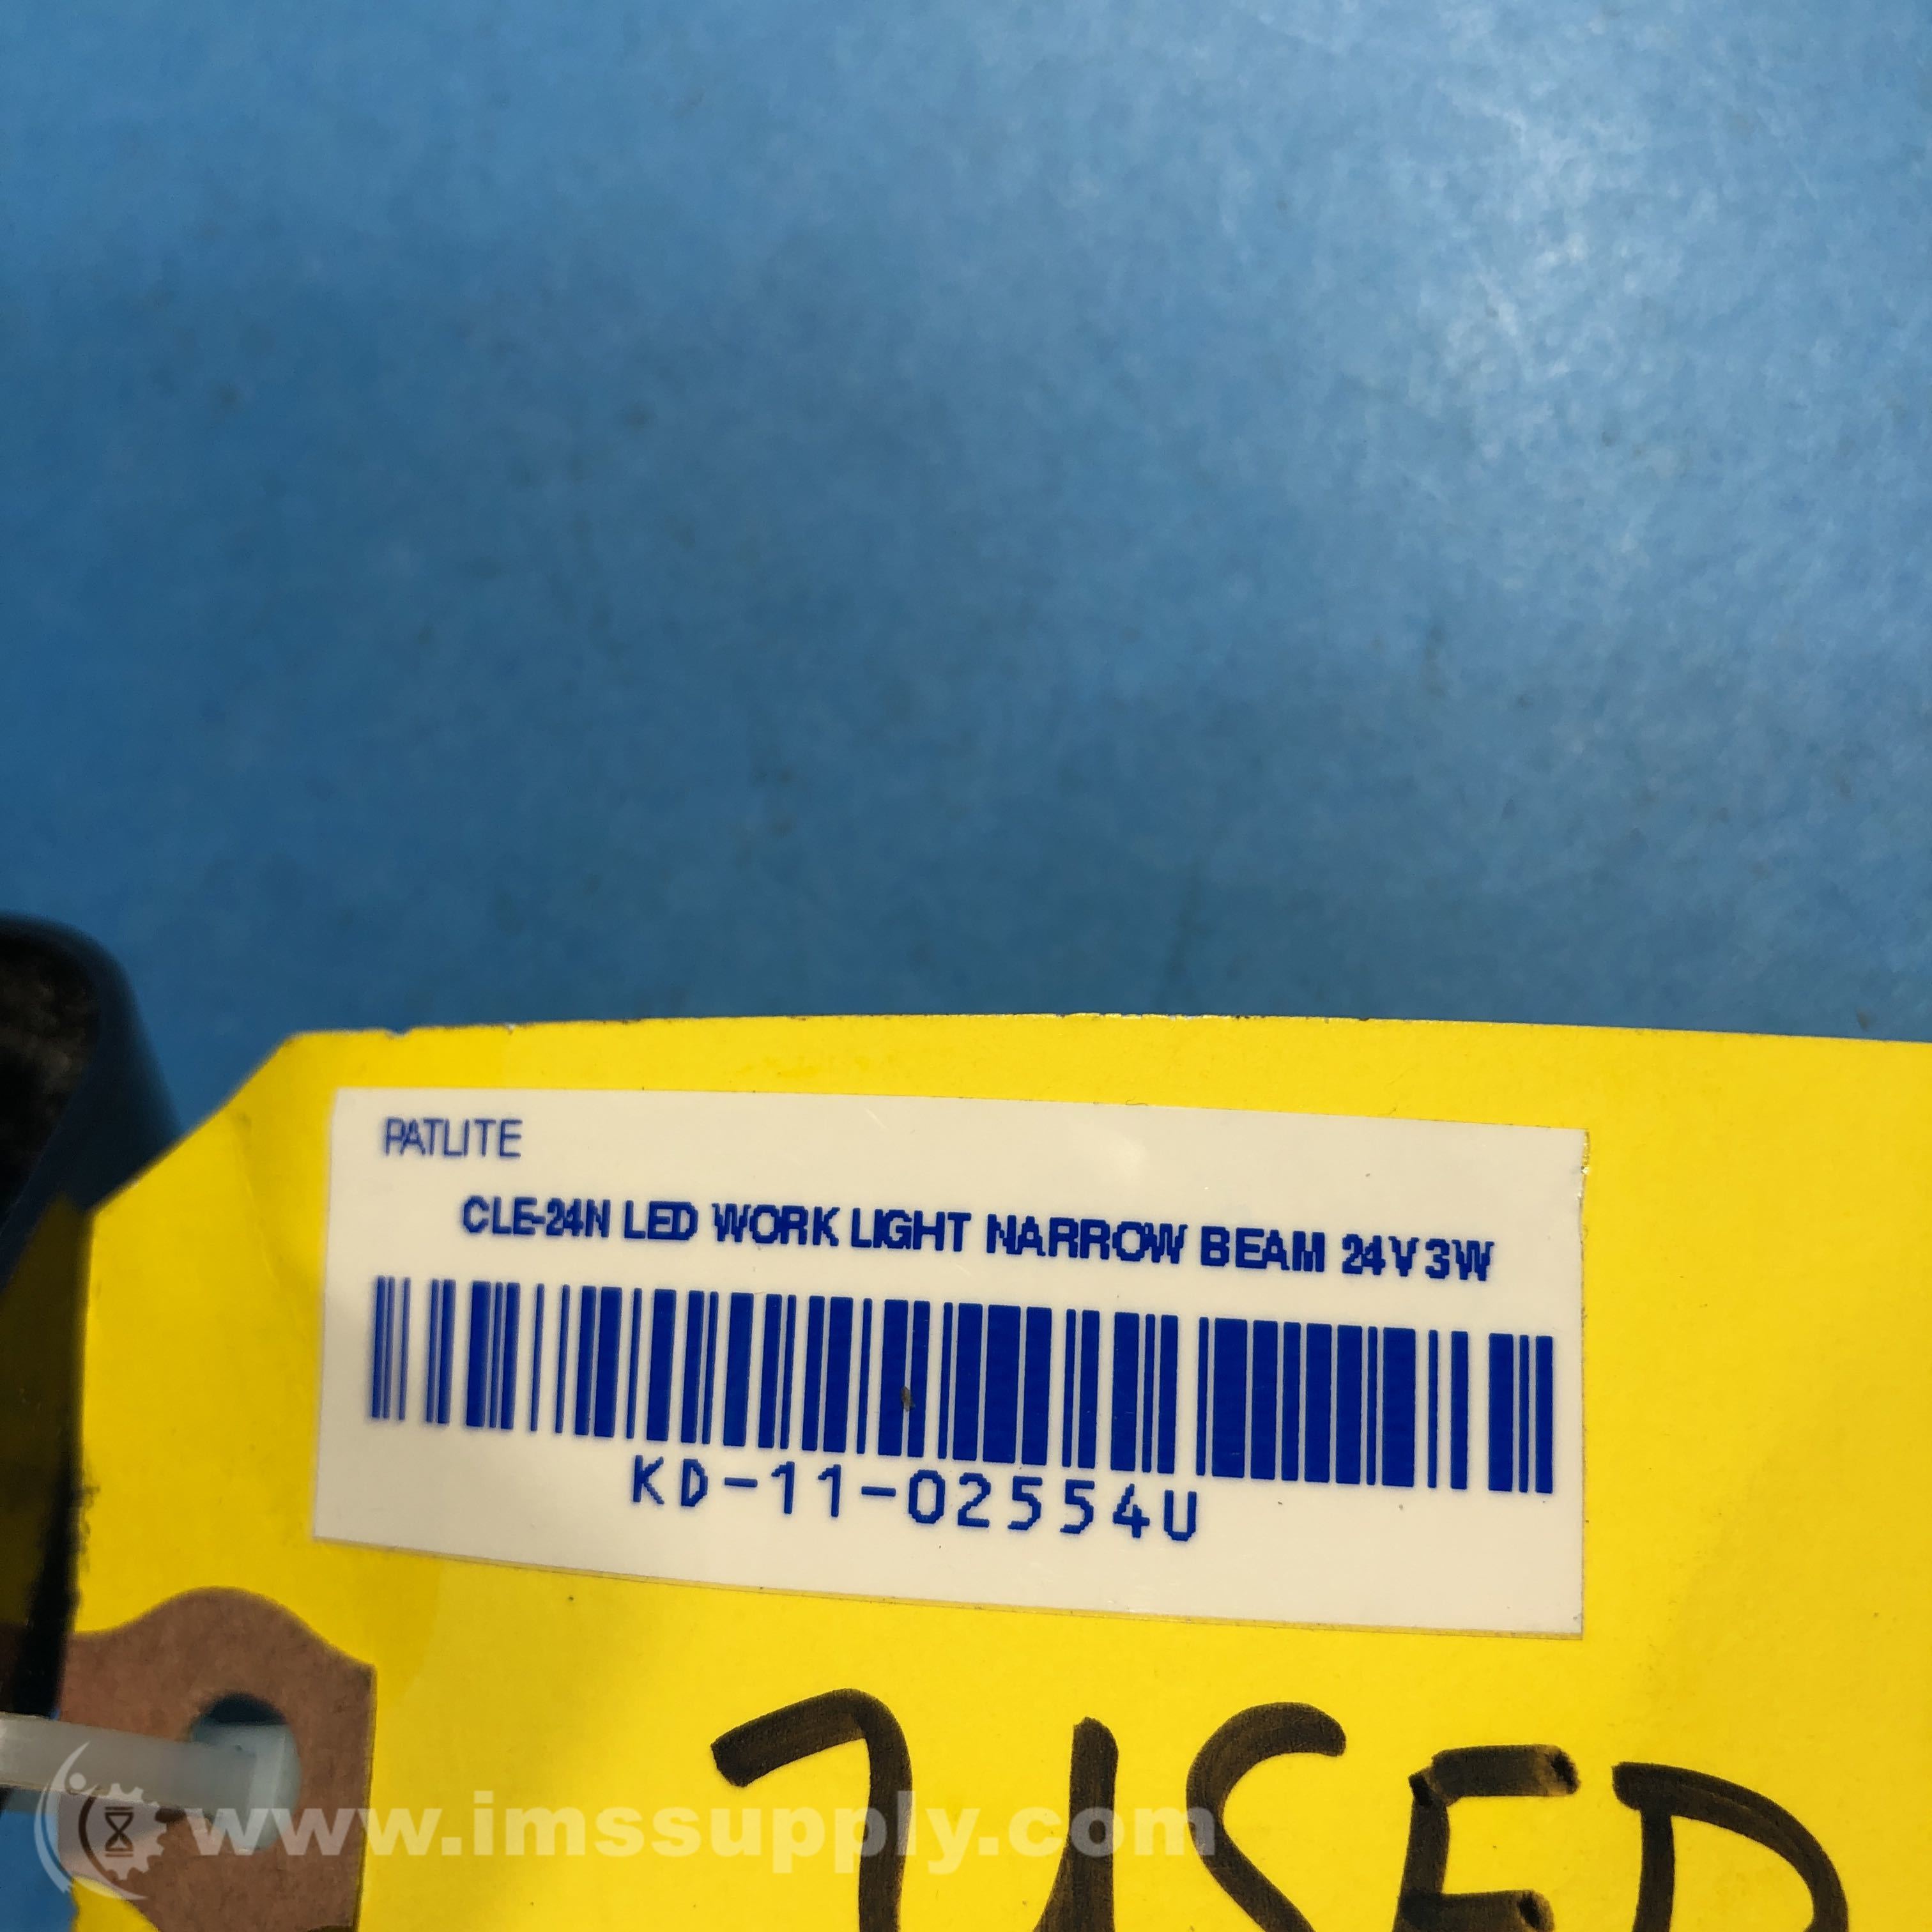 PATLITE
CLE-24N LED WORK LIGHT NARROW BEAM 24V 3W
KD-11-02554U
USED
www.imssupply.com